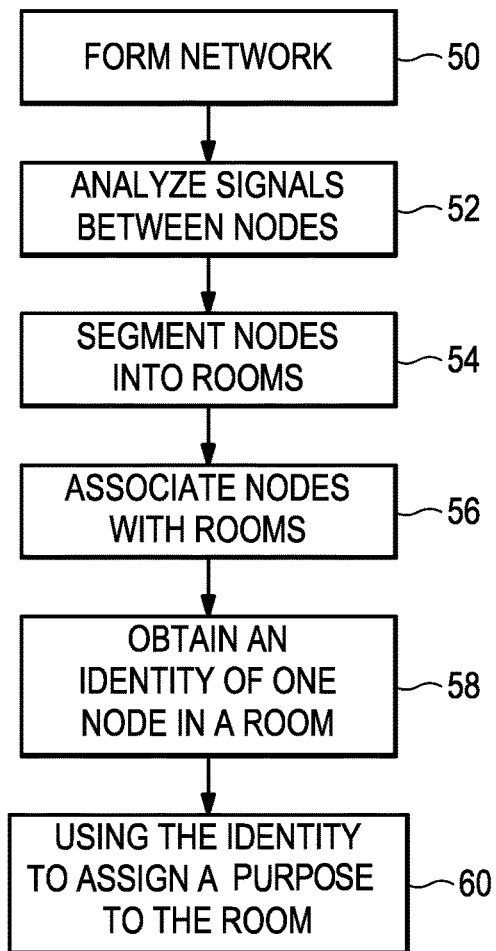 FORM NETWORK
50
ANALYZE SIGNALS
BETWEEN NODES
52
SEGMENT NODES
INTO ROOMS
54
ASSOCIATE NODES
WITH ROOMS
56
OBTAIN AN
IDENTITY OF ONE
NODE IN A ROOM
58
USING THE IDENTITY
TO ASSIGN A PURPOSE
TO THE ROOM
60